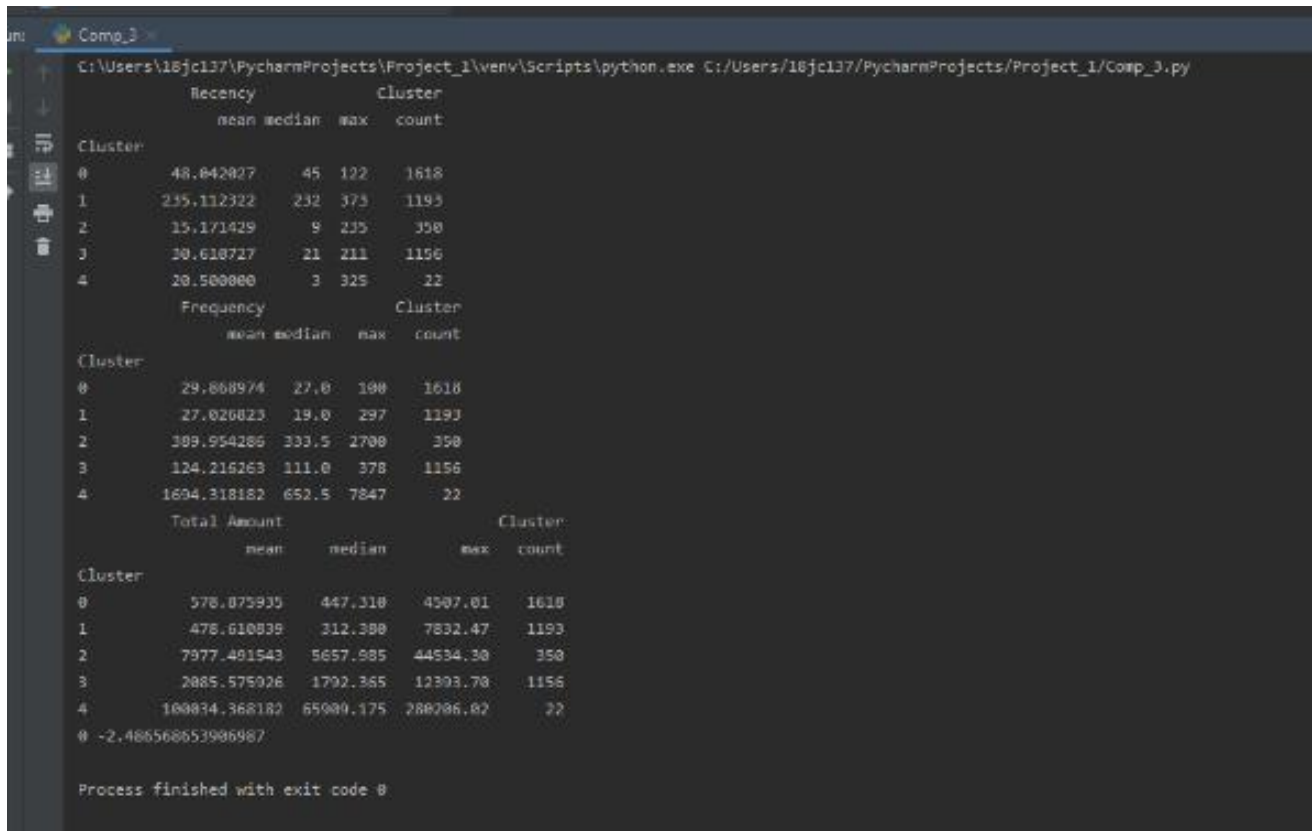 Comp_3
C:\Users\18jc137\PycharmProjects\Project_1\venv\Scripts\python.exe C:/Users/18jc137/PycharmProjects/Project_1/Comp_3.py
Recency Cluster
mean median max count
Cluster
0 48.042027 45 122 1618
1 235.112322 232 373 1193
2 15.171429 9 235 350
3 30.610727 21 211 1156
4 20.500000 3 325 22
Frequency Cluster
mean median max count
Cluster
0 29.868974 27.0 100 1618
1 27.026823 19.0 297 1193
2 389.954286 333.5 2700 350
3 124.216263 111.0 378 1156
4 1694.318182 652.5 7847 22
Total Amount Cluster
mean median max count
Cluster
0 578.875935 447.310 4507.01 1618
1 478.610839 312.380 7832.47 1193
2 7977.491543 5657.985 44534.30 350
3 2085.575926 1792.365 12393.70 1156
4 100034.368182 65909.175 280206.02 22
0 -2.486568653906987
Process finished with exit code 0